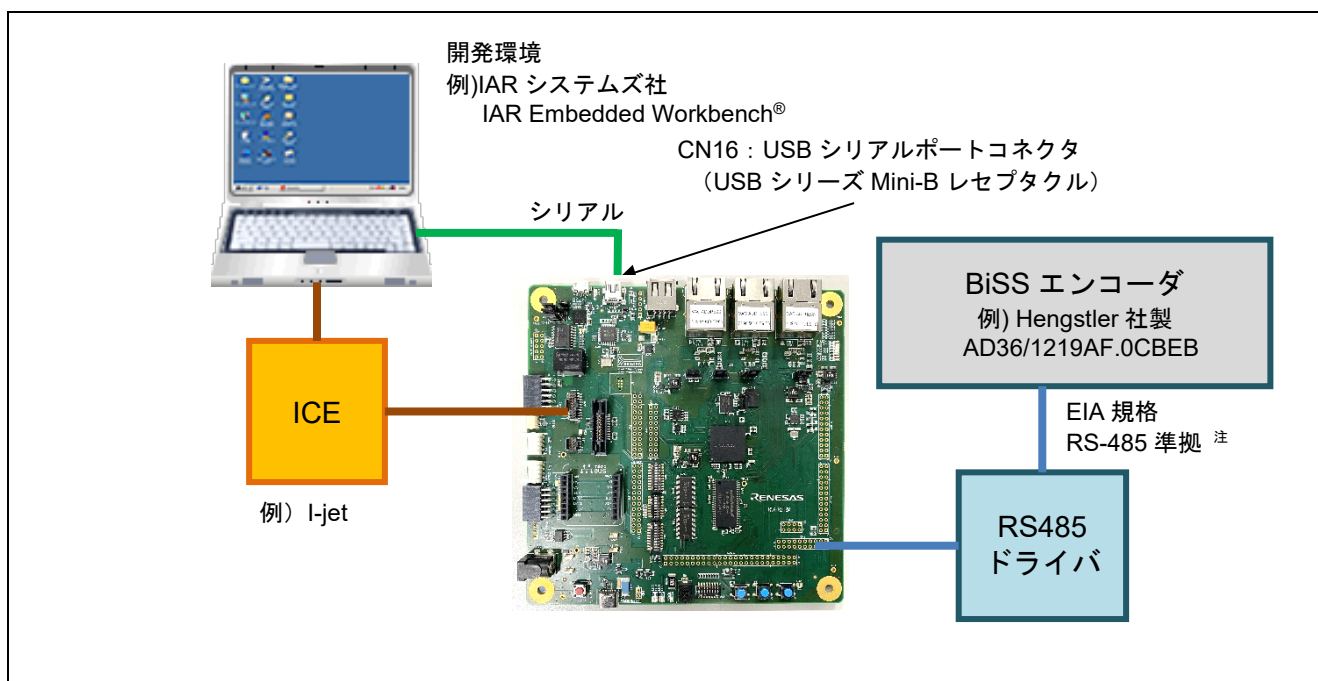 開発環境
例)IAR システムズ社
IAR Embedded Workbench®
CN16：USB シリアルポートコネクタ
（USB シリーズ Mini-B レセプタクル）
シリアル
BiSS エンコーダ
例) Hengstler 社製
AD36/1219AF.0CBEB
ICE
EIA 規格
RS-485 準拠 注
例）I-jet
RENESAS
RS485
ドライバ